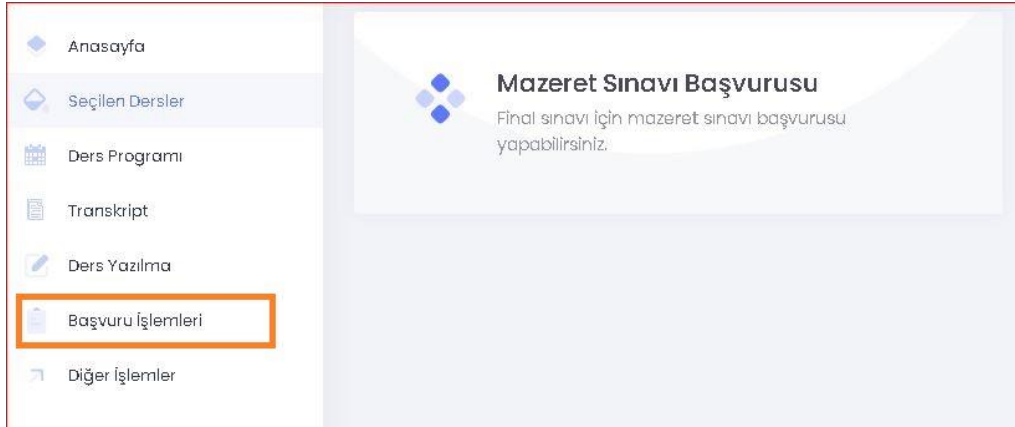 Anasayfa
Seçilen Dersler
Ders Programı
Transkript
Ders Yazılma
Başvuru İşlemleri
Diğer İşlemler
Mazeret Sınavı Başvurusu
Final sınavı için mazeret sınavı başvurusu
yapabilirsiniz.